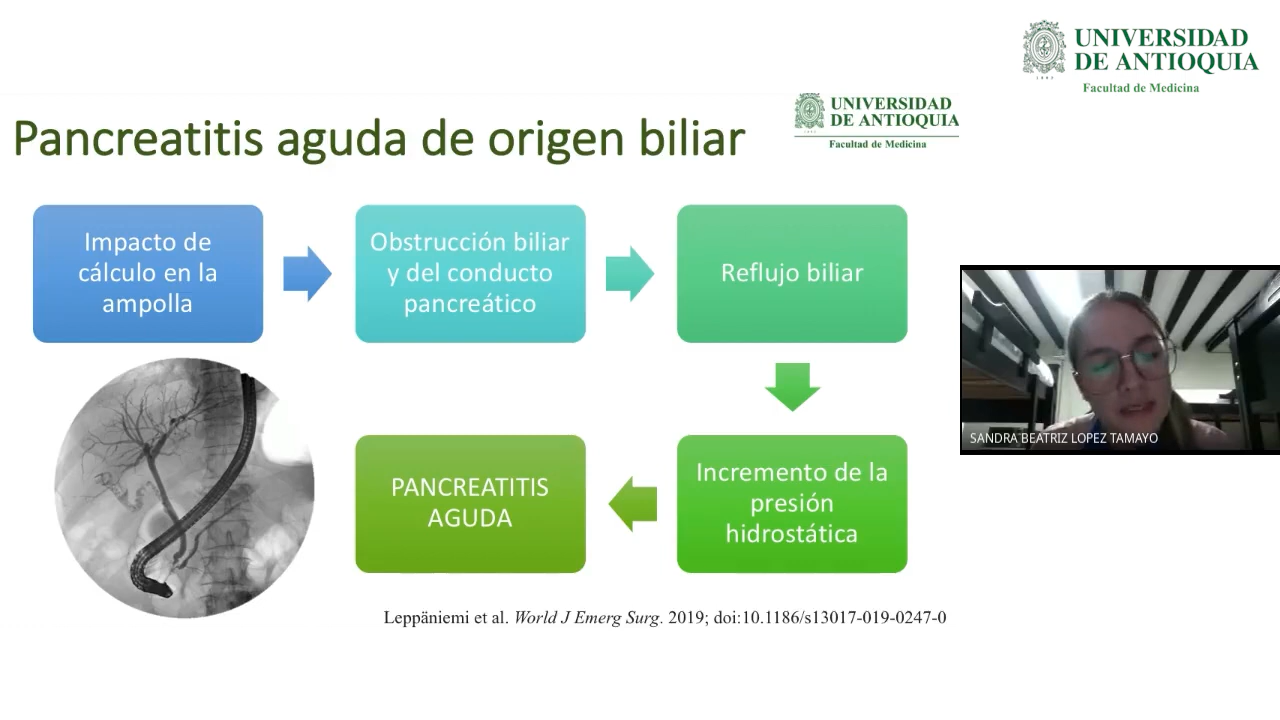 UNIVERSIDAD
DE ANTIOQUIA
1803
Facultad de Medicina
Pancreatitis aguda de origen biliar
UNIVERSIDAD
DE ANTIOQUIA
Facultad de Medicina
Impacto de
cálculo en la
ampolla
Obstrucción biliar
y del conducto
pancreático
Reflujo biliar
Incremento de la
presión
hidrostática
PANCREATITIS
AGUDA
SANDRA BEATRIZ LOPEZ TAMAYO
Leppäniemi et al. World J Emerg Surg. 2019; doi:10.1186/s13017-019-0247-0